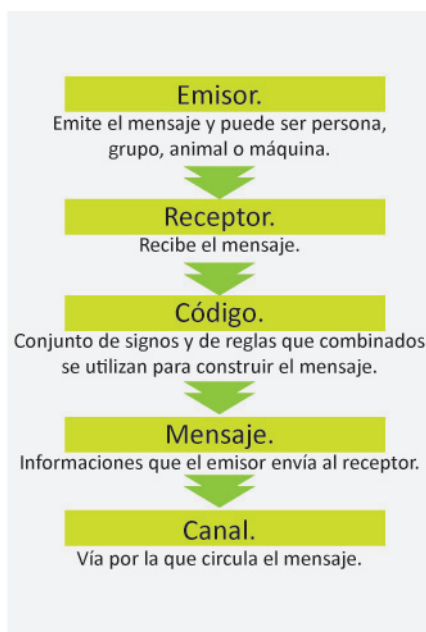 Emisor.
Emite el mensaje y puede ser persona,
grupo, animal o máquina.
Receptor.
Recibe el mensaje.
Código.
Conjunto de signos y de reglas que combinados
se utilizan para construir el mensaje.
Mensaje.
Informaciones que el emisor envía al receptor.
Canal.
Vía por la que circula el mensaje.